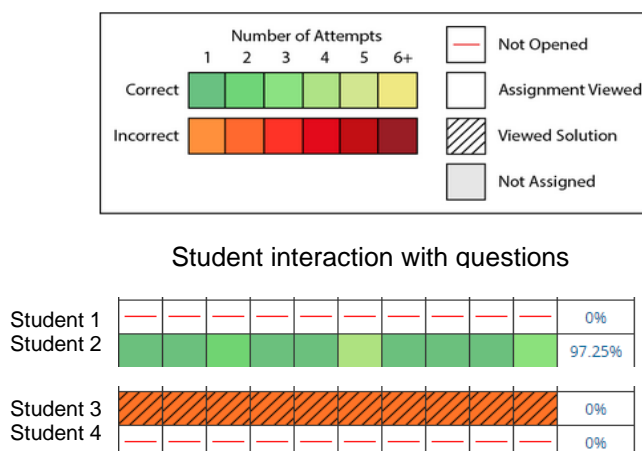 Number of Attempts
1 2 3 4 5 6+
Correct
Incorrect
Not Opened
Assignment Viewed
Viewed Solution
Not Assigned
Student interaction with questions
Student 1 0%
Student 2 97.25%
Student 3 0%
Student 4 0%